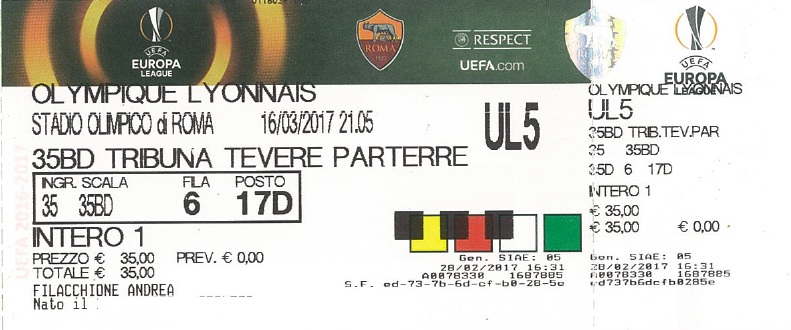 UEFA
EUROPA
LEAGUE
ROMA
1927
RESPECT
UEFA.com
OLYMPIQUE LYONNAIS
STADIO OLIMPICO di ROMA 16/03/2017 21.05
UL5
35BD TRIBUNA TEVERE PARTERRE
INGR. SCALA FILA POSTO
35 35BD 6 17D
INTERO 1
PREZZO € 35,00 PREV. € 0,00
TOTALE € 35,00
FILACCHIONE ANDREA
Nato il :
UEFA 2016-2017
Gen. SIAE: 05
28/02/2017 16:31
A0078330 1687885
S.F. ed-73-7b-6d-cf-b0-28-5e
UEFA
EUROPA
LEAGUE
OLYMPIQUE LYONNAIS
UL5
35BD TRIB.TEV.PAR
35 35BD
35D 6 17D
INTERO 1
€ 35,00
€ 35,00 € 0,00
Gen. SIAE: 05
28/02/2017 16:31
A0078330 1687885
ed737b6dcfb0285e